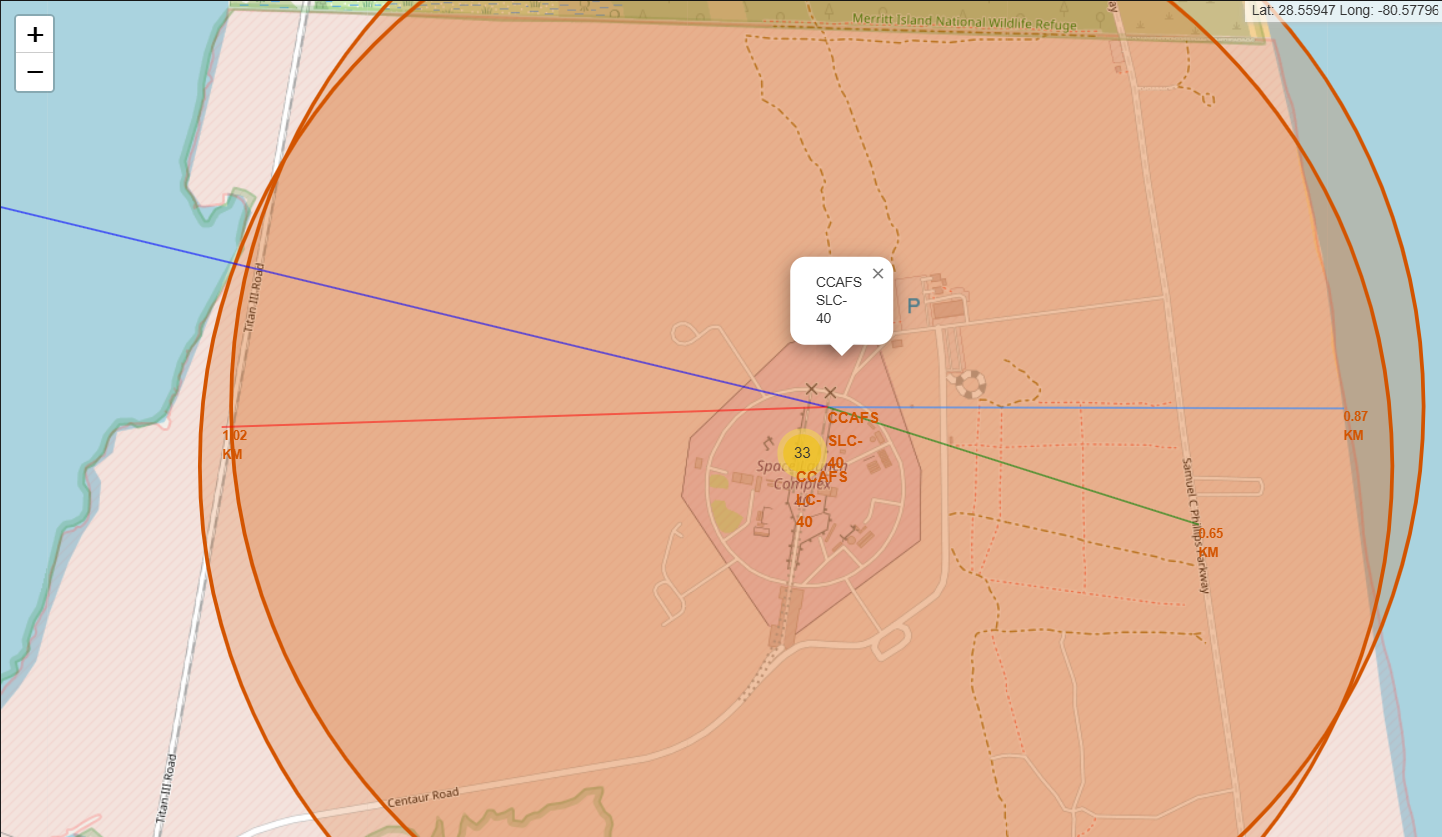 Merritt Island National Wildlife Refuge
ay
Lat: 28.55947 Long: -80.57796
+
−
Titan III Road
CCAFS
SLC-
40
×
P
CCAFS
SLC-
40
33
Space Launch
Complex
40
CCAFS
LC-
40
1.02
KM
0.87
KM
0.65
KM
Samuel C Phillips Parkway
Titan III Road
Centaur Road